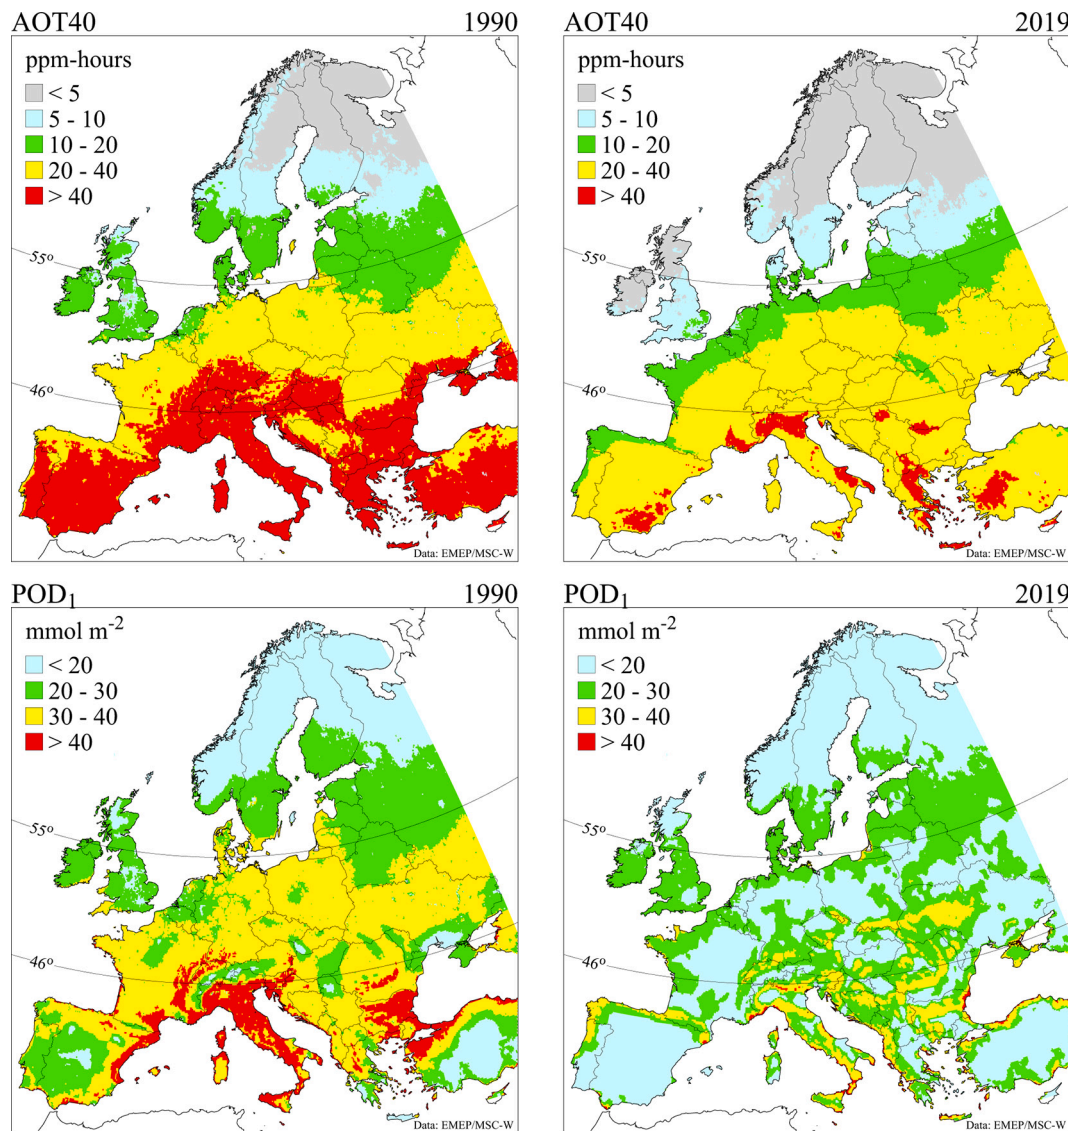 AOT40 1990
ppm-hours
< 5
5 - 10
10 - 20
20 - 40
> 40
55º
46º
Data: EMEP/MSC-W
AOT40 2019
ppm-hours
< 5
5 - 10
10 - 20
20 - 40
> 40
55º
46º
Data: EMEP/MSC-W
POD₁ 1990
mmol m⁻²
< 20
20 - 30
30 - 40
> 40
55º
46º
Data: EMEP/MSC-W
POD₁ 2019
mmol m⁻²
< 20
20 - 30
30 - 40
> 40
55º
46º
Data: EMEP/MSC-W